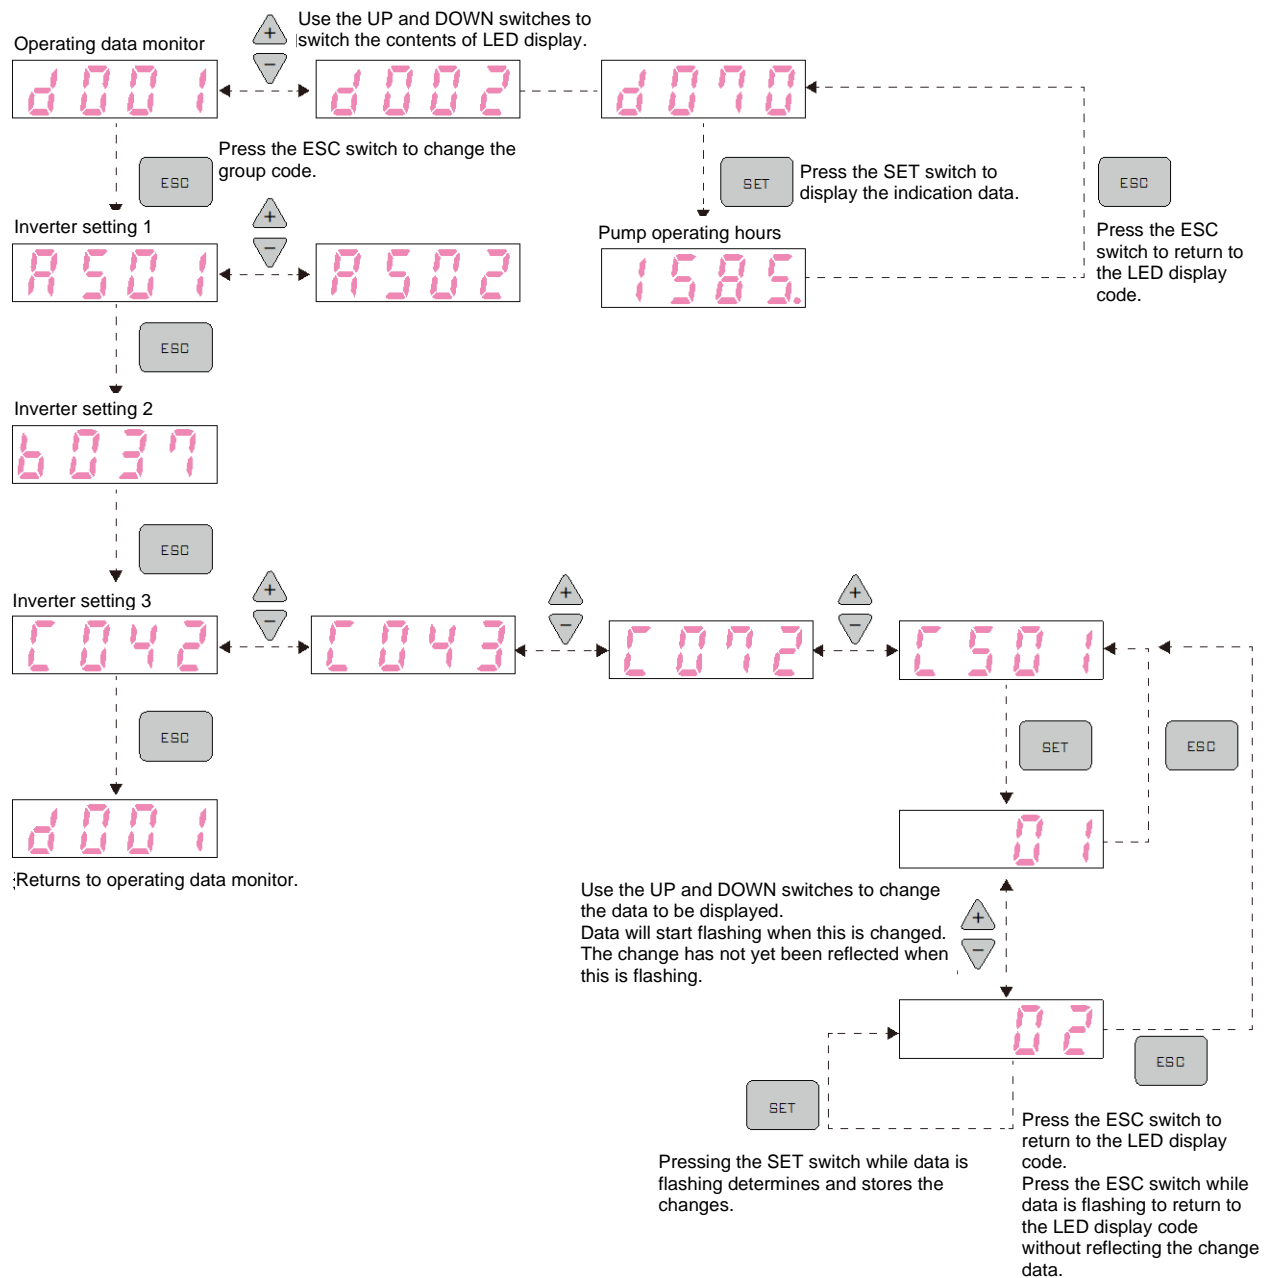 Use the UP and DOWN switches to
switch the contents of LED display.
Operating data monitor
+
−
d001
d002
d070
Press the ESC switch to change the
group code.
ESC
SET
Press the SET switch to
display the indication data.
ESC
Press the ESC
switch to return to
the LED display
code.
Inverter setting 1
+
−
Pump operating hours
A501
A502
1585.
ESC
Inverter setting 2
b037
ESC
Inverter setting 3
+
−
+
−
+
−
C042
C043
C072
C501
ESC
SET
ESC
d001
01
Returns to operating data monitor.
Use the UP and DOWN switches to change
the data to be displayed.
Data will start flashing when this is changed.
The change has not yet been reflected when
this is flashing.
+
−
02
SET
ESC
Pressing the SET switch while data is
flashing determines and stores the
changes.
Press the ESC switch to
return to the LED display
code.
Press the ESC switch while
data is flashing to return to
the LED display code
without reflecting the change
data.